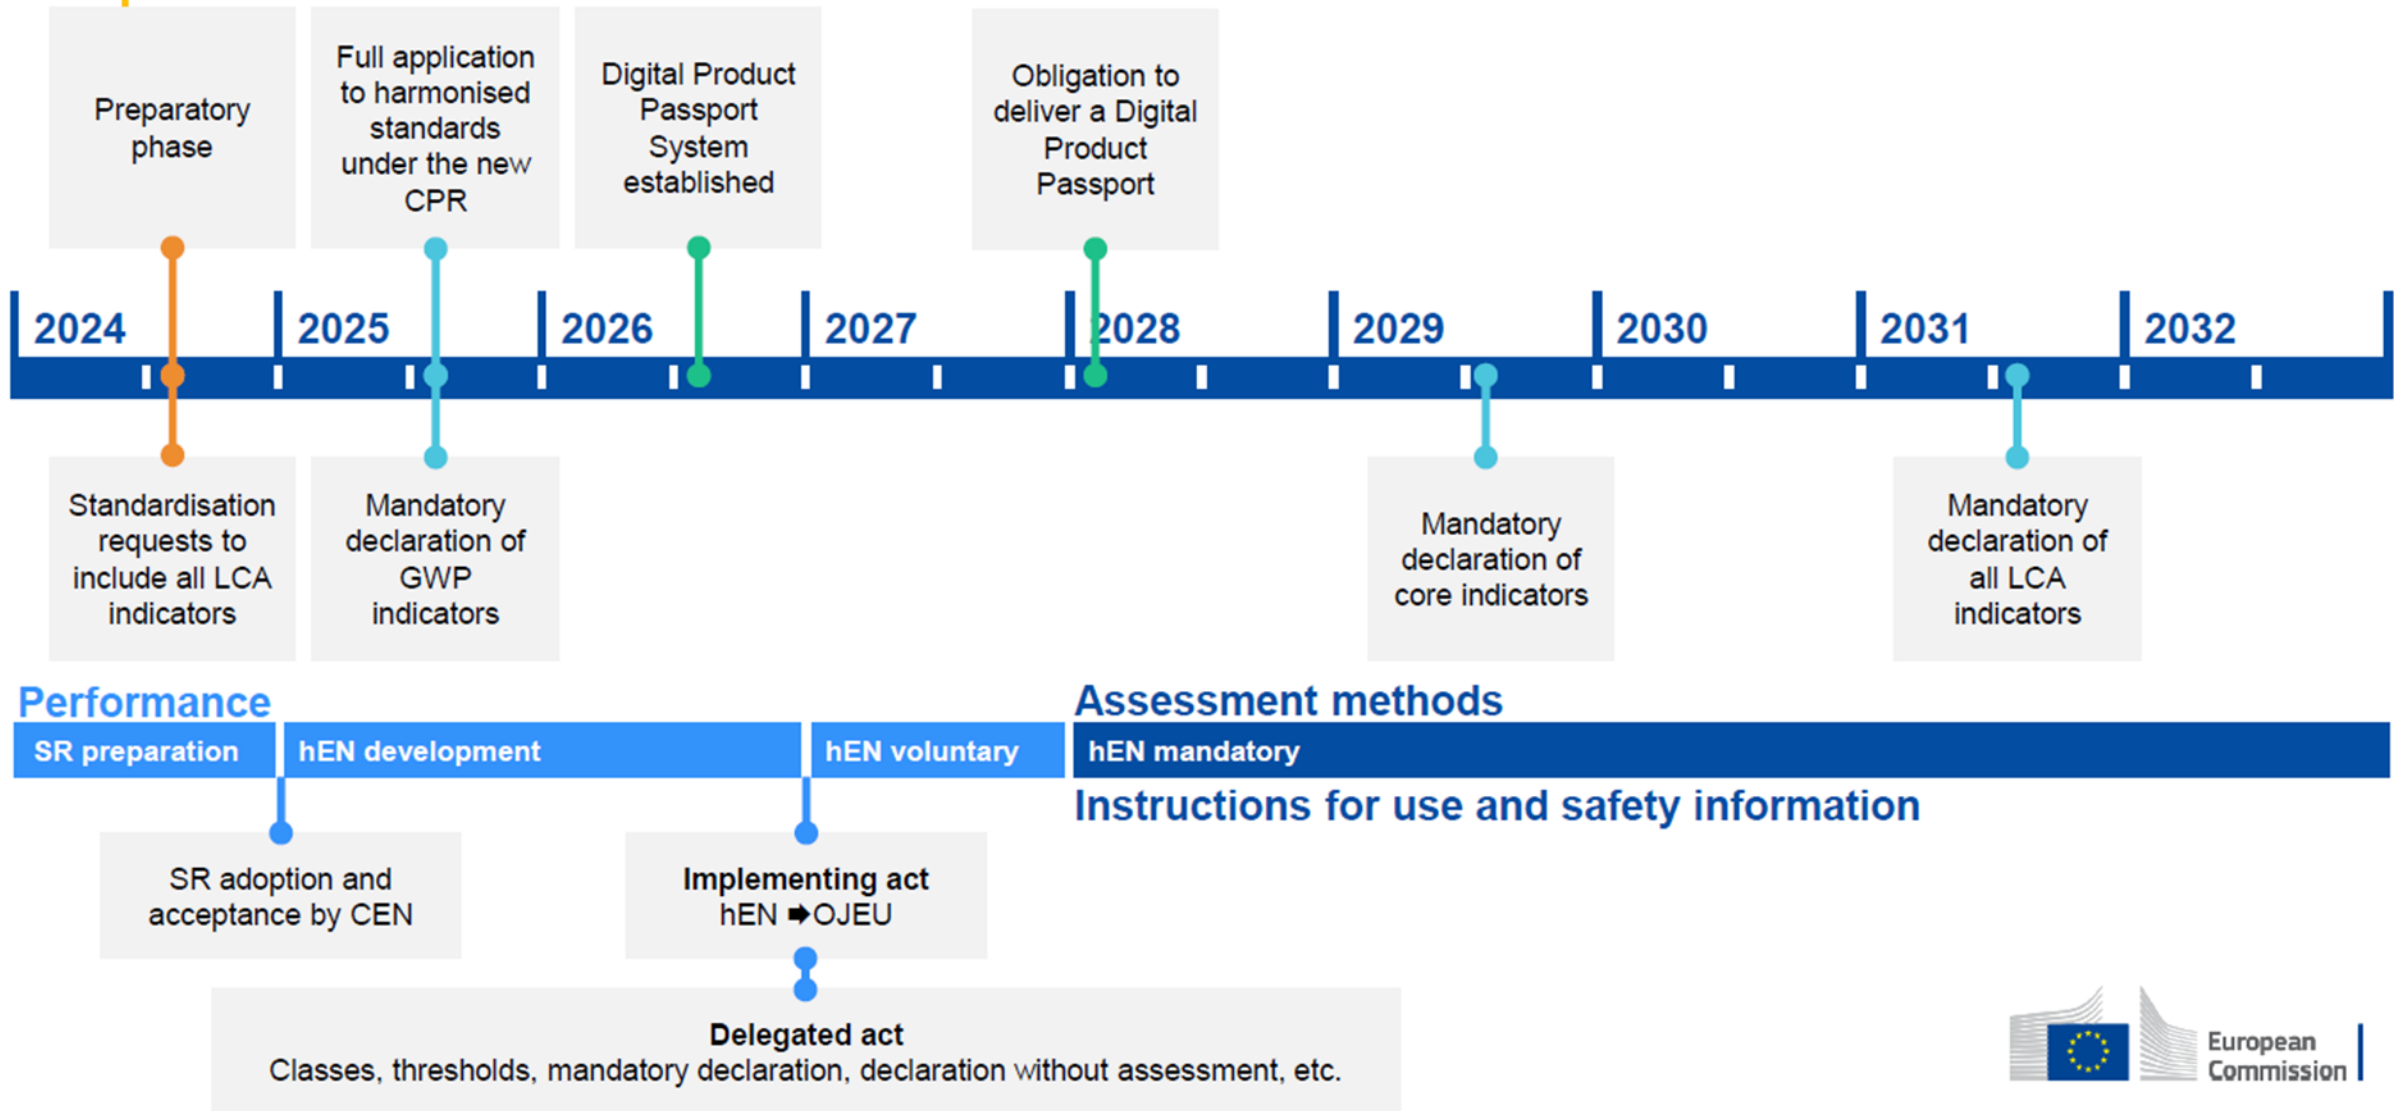 Preparatory
phase
Full application
to harmonised
standards
under the new
CPR
Digital Product
Passport
System
established
Obligation to
deliver a Digital
Product
Passport
2024
2025
2026
2027
2028
2029
2030
2031
2032
Standardisation
requests to
include all LCA
indicators
Mandatory
declaration of
GWP
indicators
Mandatory
declaration of
core indicators
Mandatory
declaration of
all LCA
indicators
Performance
Assessment methods
SR preparation
hEN development
hEN voluntary
hEN mandatory
Instructions for use and safety information
SR adoption and
acceptance by CEN
Implementing act
hEN 🡆OJEU
Delegated act
Classes, thresholds, mandatory declaration, declaration without assessment, etc.
European
Commission